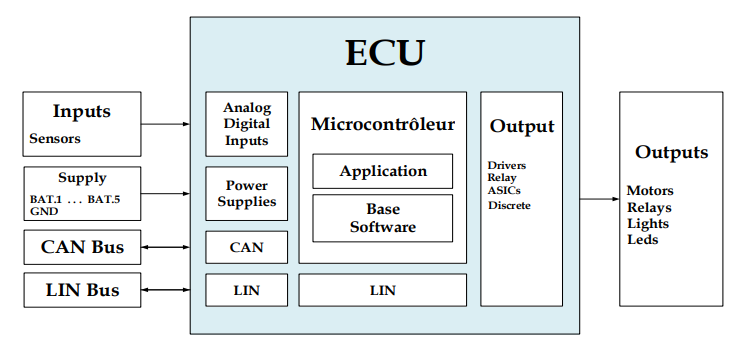 ECU
Inputs
Sensors
Supply
BAT.1 ... BAT.5
GND
CAN Bus
LIN Bus
Analog
Digital
Inputs
Power
Supplies
CAN
LIN
Microcontrôleur
Application
Base
Software
LIN
Output
Drivers
Relay
ASICs
Discrete
Outputs
Motors
Relays
Lights
Leds